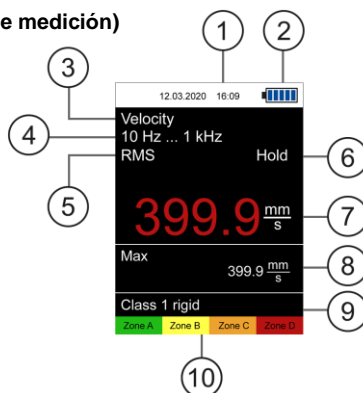 e medición)
1
2
3
12.03.2020 16:09
Velocity
4
10 Hz ... 1 kHz
RMS Hold
6
5
399.9 mm/s
7
Max
399.9 mm/s
8
Class 1 rigid
9
Zone A Zone B Zone C Zone D
10